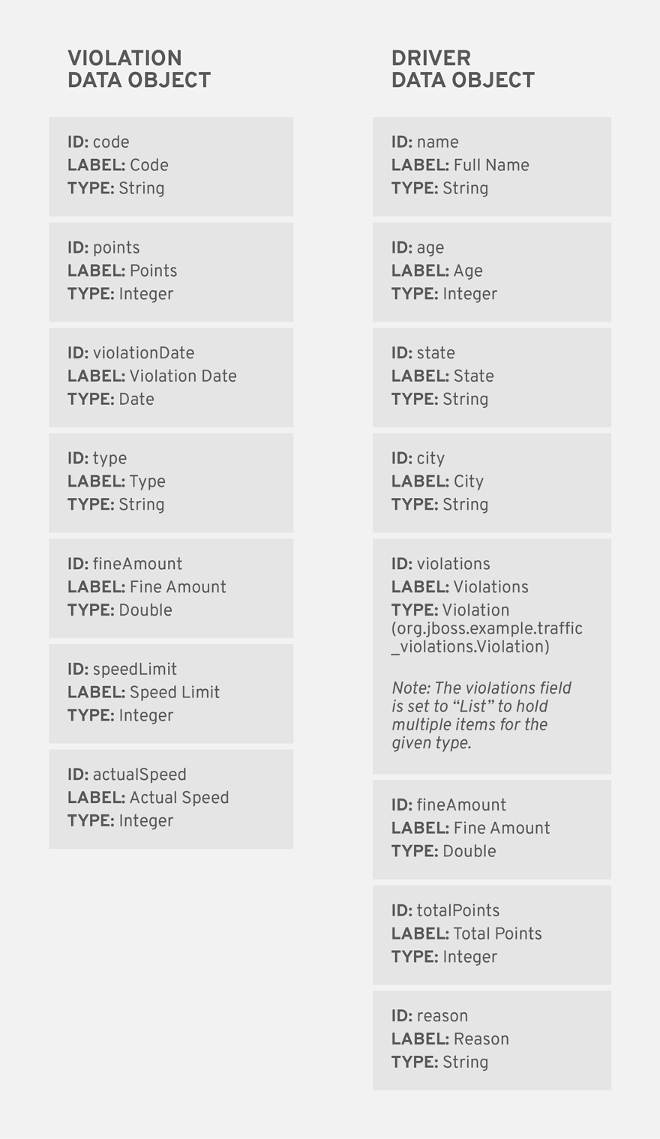 VIOLATION
DATA OBJECT
ID: code
LABEL: Code
TYPE: String
ID: points
LABEL: Points
TYPE: Integer
ID: violationDate
LABEL: Violation Date
TYPE: Date
ID: type
LABEL: Type
TYPE: String
ID: fineAmount
LABEL: Fine Amount
TYPE: Double
ID: speedLimit
LABEL: Speed Limit
TYPE: Integer
ID: actualSpeed
LABEL: Actual Speed
TYPE: Integer
DRIVER
DATA OBJECT
ID: name
LABEL: Full Name
TYPE: String
ID: age
LABEL: Age
TYPE: Integer
ID: state
LABEL: State
TYPE: String
ID: city
LABEL: City
TYPE: String
ID: violations
LABEL: Violations
TYPE: Violation
(org.jboss.example.traffic
_violations.Violation)
Note: The violations field
is set to “List” to hold
multiple items for the
given type.
ID: fineAmount
LABEL: Fine Amount
TYPE: Double
ID: totalPoints
LABEL: Total Points
TYPE: Integer
ID: reason
LABEL: Reason
TYPE: String